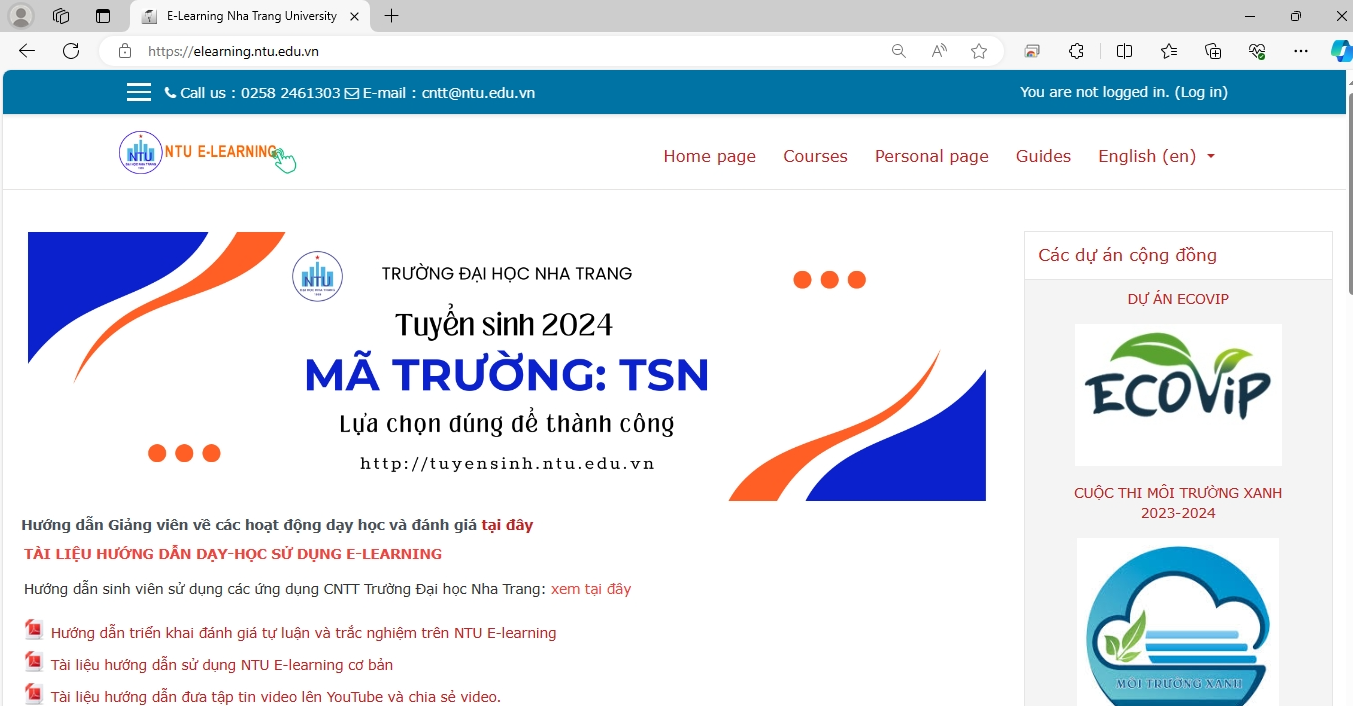 E-Learning Nha Trang University
https://elearning.ntu.edu.vn
Call us : 0258 2461303 E-mail : cntt@ntu.edu.vn
You are not logged in. (Log in)
NTU
NTU E-LEARNING
Home page
Courses
Personal page
Guides
English (en)
NTU
TRƯỜNG ĐẠI HỌC NHA TRANG
Tuyển sinh 2024
MÃ TRƯỜNG: TSN
Lựa chọn đúng để thành công
http://tuyensinh.ntu.edu.vn
Các dự án cộng đồng
DỰ ÁN ECOVIP
ECOViP
CUỘC THI MÔI TRƯỜNG XANH
2023-2024
MÔI TRƯỜNG XANH
Hướng dẫn Giảng viên về các hoạt động dạy học và đánh giá tại đây
TÀI LIỆU HƯỚNG DẪN DẠY-HỌC SỬ DỤNG E-LEARNING
Hướng dẫn sinh viên sử dụng các ứng dụng CNTT Trường Đại học Nha Trang: xem tại đây
Hướng dẫn triển khai đánh giá tự luận và trắc nghiệm trên NTU E-learning
Tài liệu hướng dẫn sử dụng NTU E-learning cơ bản
Tài liệu hướng dẫn đưa tập tin video lên YouTube và chia sẻ video.